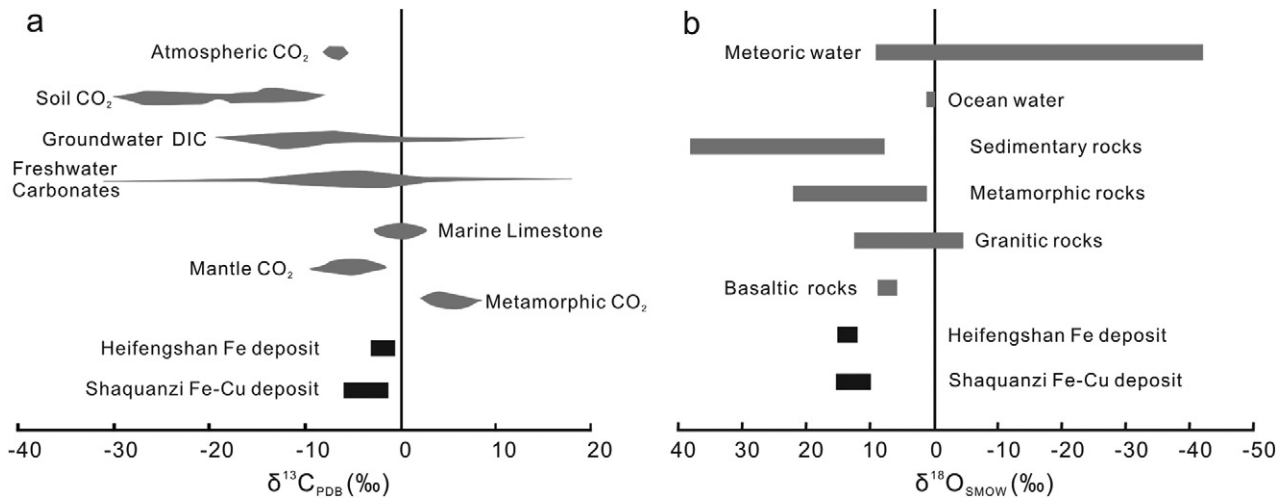 a
Atmospheric CO₂
Soil CO₂
Groundwater DIC
Freshwater
Carbonates
Marine Limestone
Mantle CO₂
Metamorphic CO₂
Heifengshan Fe deposit
Shaquanzi Fe-Cu deposit
-40 -30 -20 -10 0 10 20
δ¹³C_PDB (‰)
b
Meteoric water
Ocean water
Sedimentary rocks
Metamorphic rocks
Granitic rocks
Basaltic rocks
Heifengshan Fe deposit
Shaquanzi Fe-Cu deposit
40 30 20 10 0 -10 -20 -30 -40 -50
δ¹⁸O_SMOW (‰)